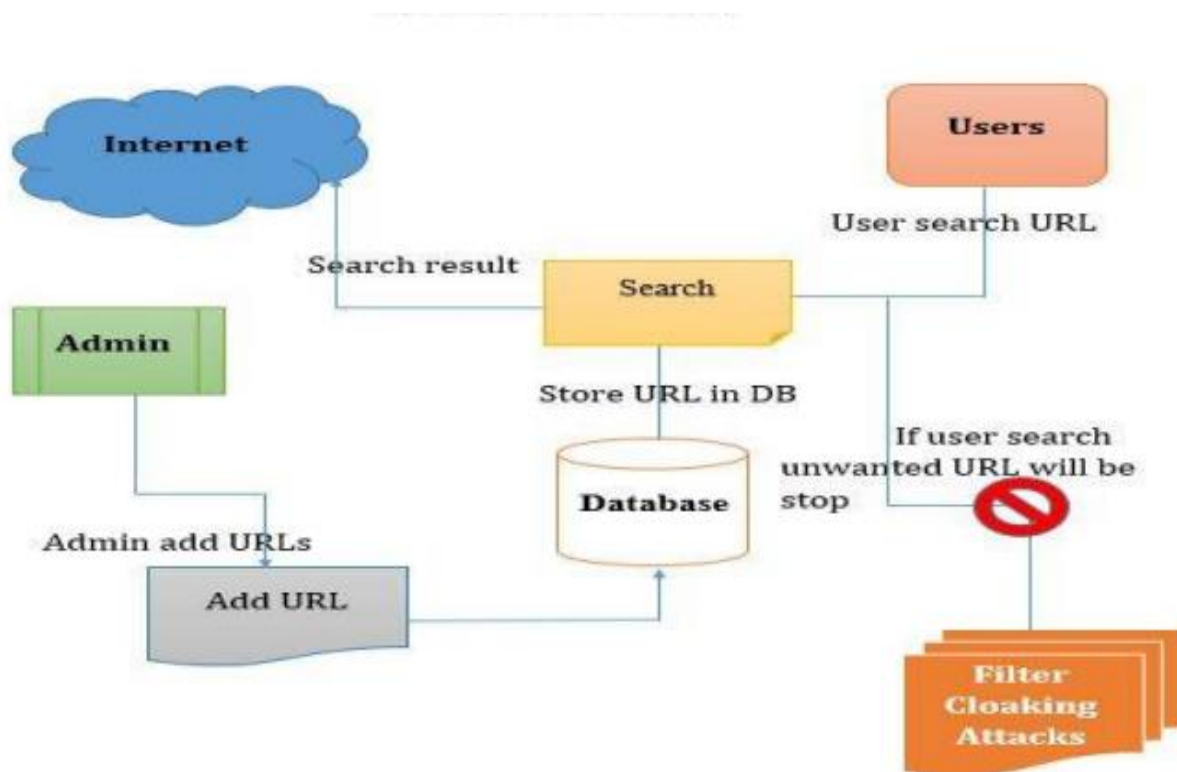 Internet
Users
User search URL
Search result
Search
Admin
Store URL in DB
If user search
unwanted URL will be
stop
Database
Admin add URLs
Add URL
Filter
Cloaking
Attacks